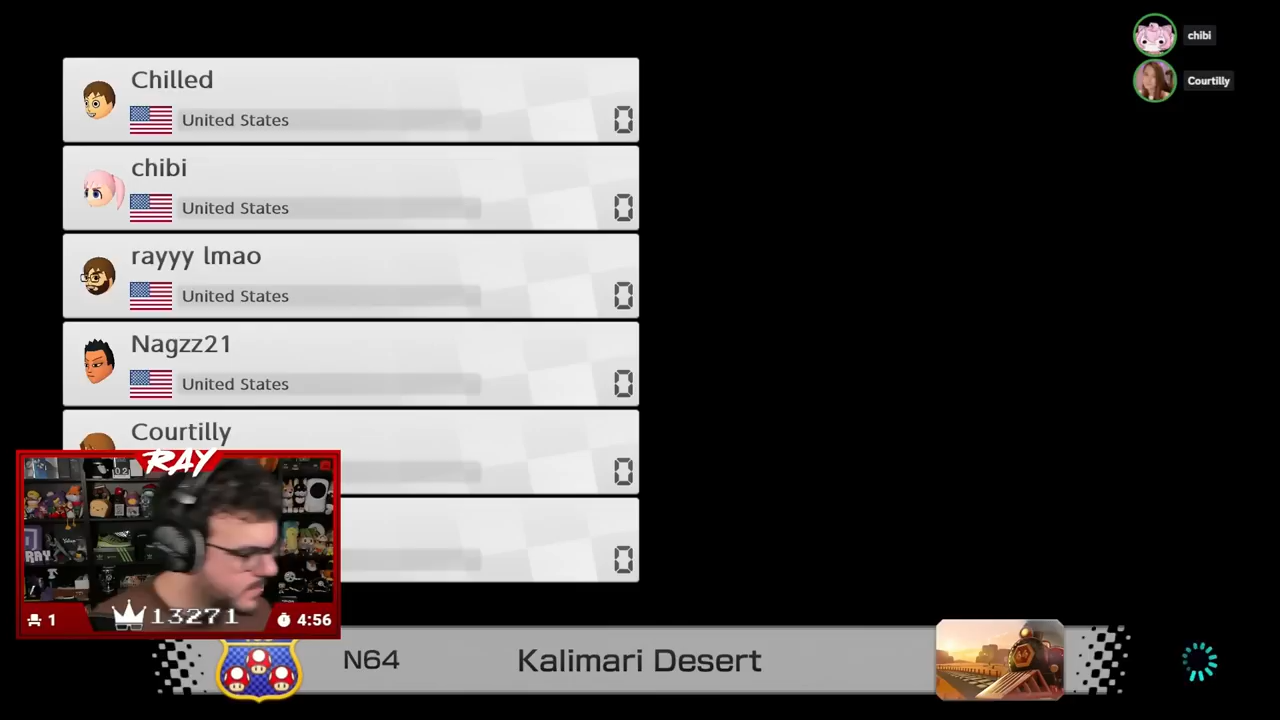 Chilled
United States
0
chibi
United States
0
rayyy lmao
United States
0
Nagzz21
United States
0
Courtilly
0
0
chibi
Courtilly
RAY
RAY
1
13271
4:56
N64
Kalimari Desert